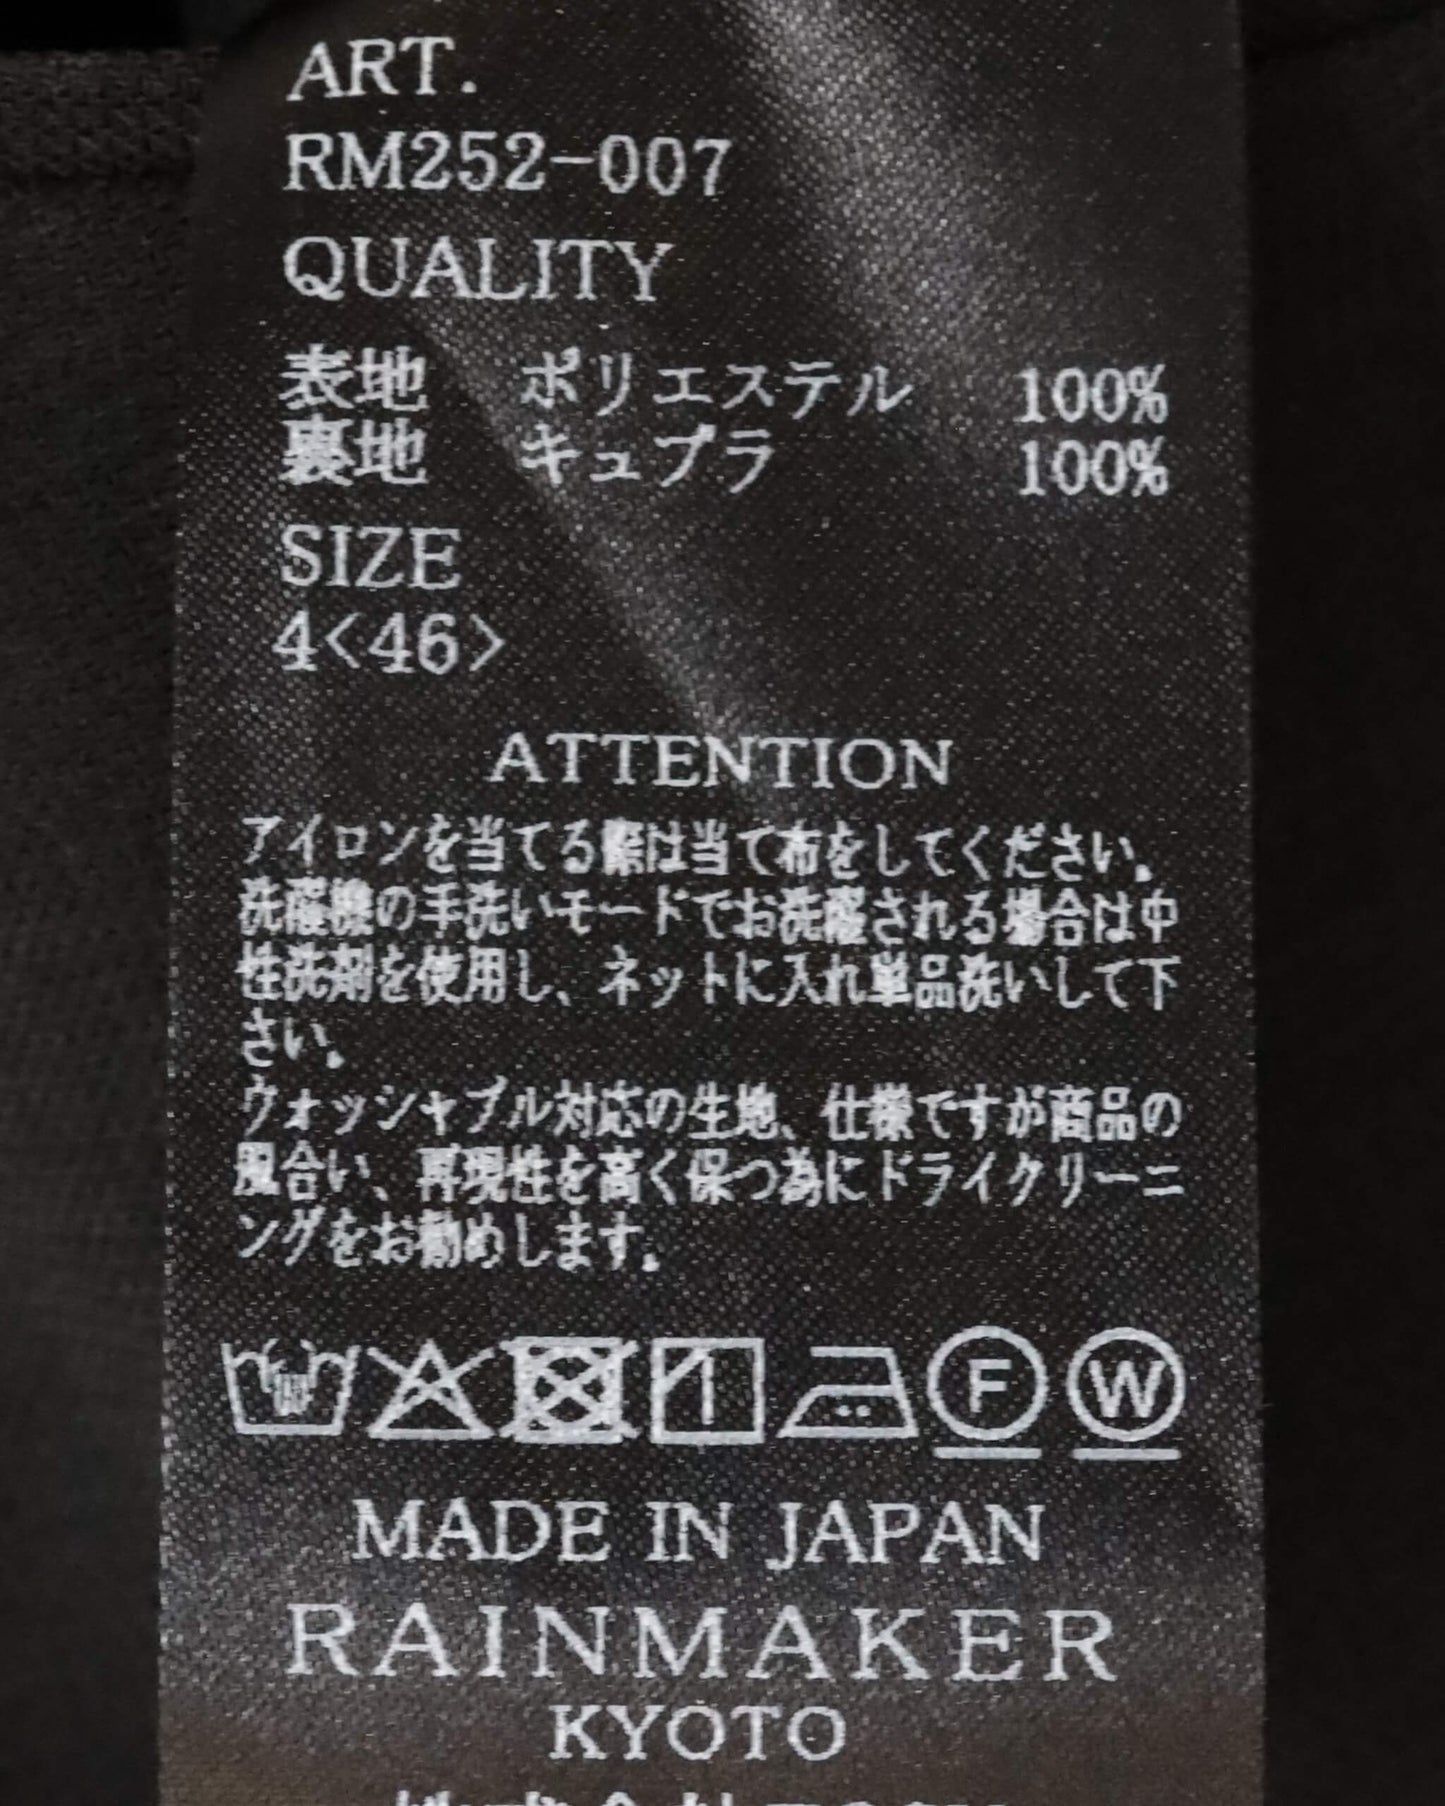 ART.
RM252-007
QUALITY
表地 ポリエステル 100%
裏地 キュプラ 100%
SIZE
4<46>
ATTENTION
アイロンを当てる際は当て布をしてください。
洗濯機の手洗いモードでお洗濯される場合は中
性洗剤を使用し、ネットに入れ単品洗いして下
さい。
ウォッシャブル対応の生地、仕様ですが商品の
風合い、再現性を高く保つ為にドライクリーニ
ングをお勧めします。
F W
MADE IN JAPAN
RAINMAKER
KYOTO